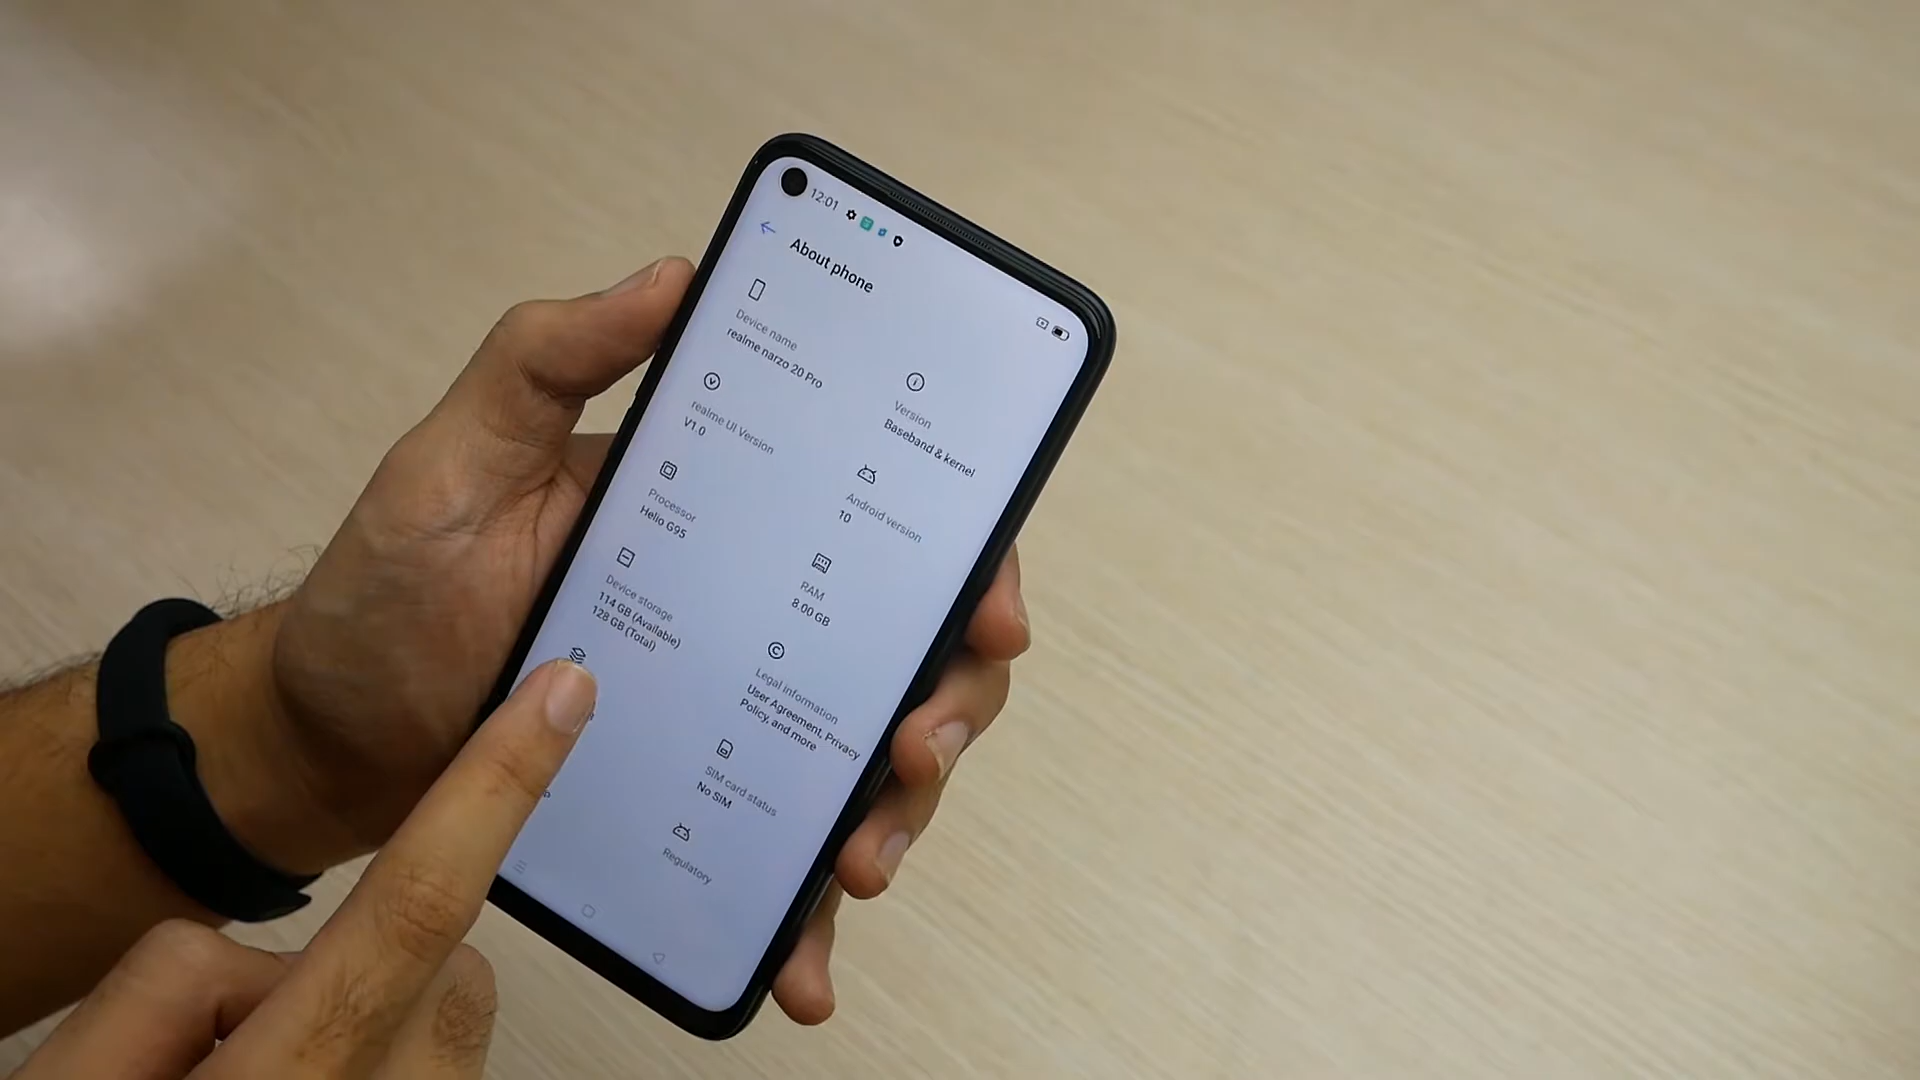 12:01
About phone
Device name
realme narzo 20 Pro
Version
Baseband & kernel
realme UI Version
V1.0
Android version
10
Processor
Helio G95
RAM
8.00 GB
Device storage
114 GB (Available)
128 GB (Total)
Legal information
User Agreement, Privacy
Policy, and more
SIM card status
No SIM
Regulatory